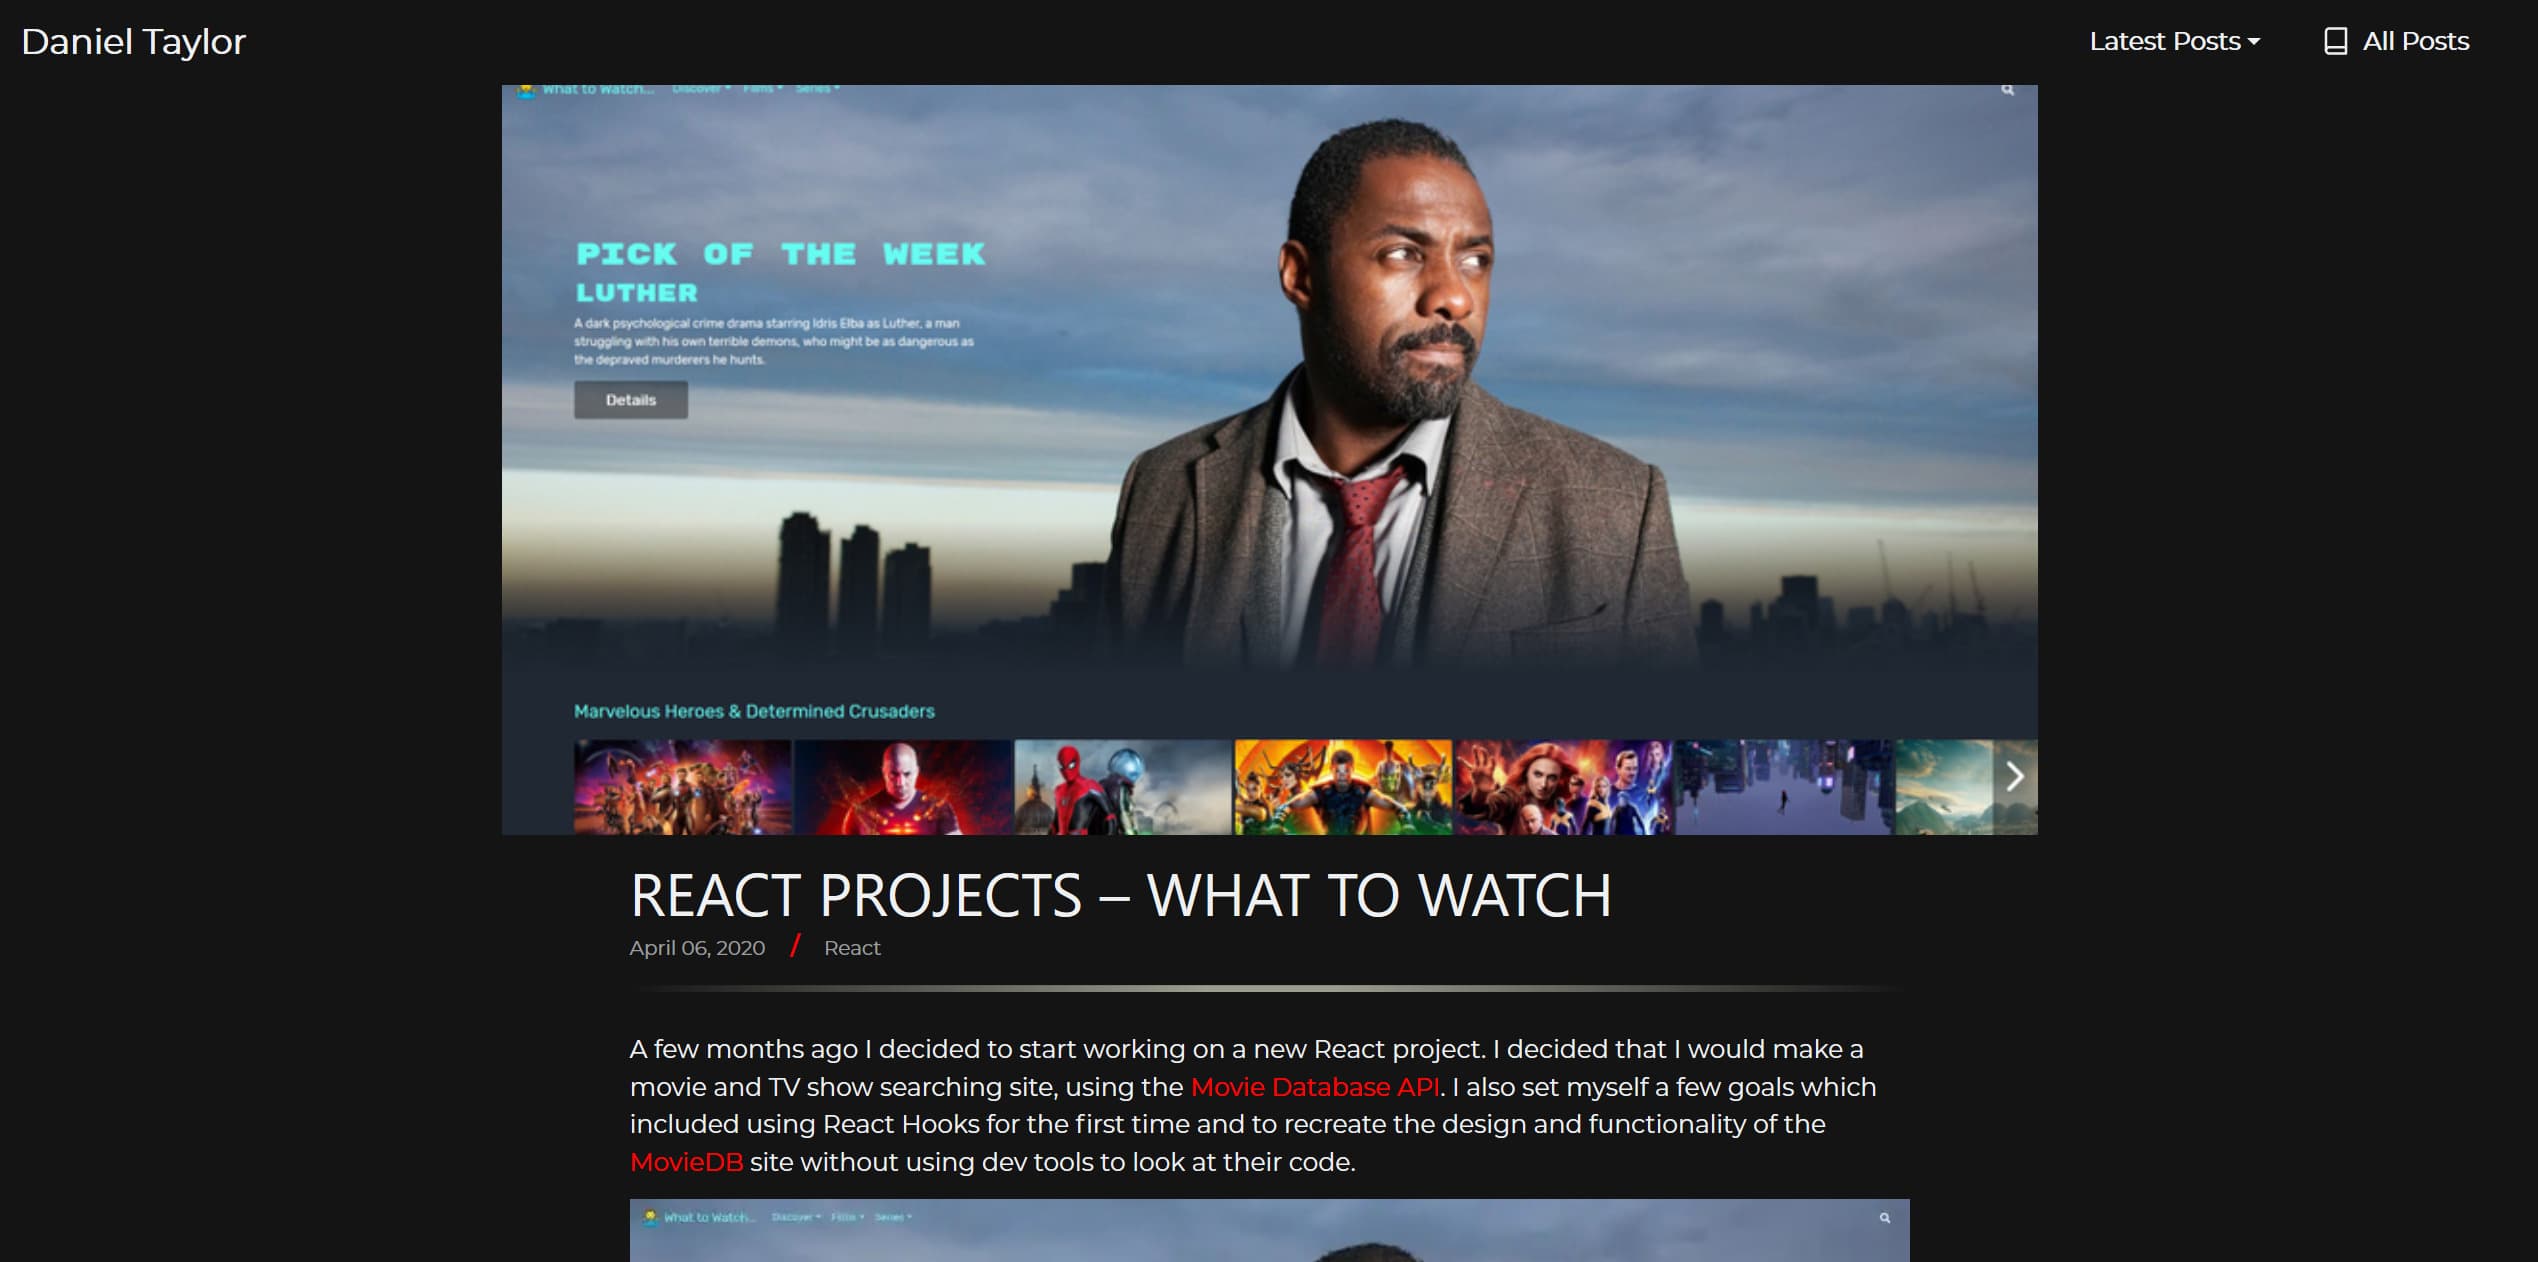 Daniel Taylor
Latest Posts
All Posts
What to Watch... Discover Films Series
PICK OF THE WEEK
LUTHER
A dark psychological crime drama starring Idris Elba as Luther, a man
struggling with his own terrible demons, who might be as dangerous as
the depraved murderers he hunts.
Details
Marvelous Heroes & Determined Crusaders
REACT PROJECTS – WHAT TO WATCH
April 06, 2020 / React
A few months ago I decided to start working on a new React project. I decided that I would make a
movie and TV show searching site, using the Movie Database API. I also set myself a few goals which
included using React Hooks for the first time and to recreate the design and functionality of the
MovieDB site without using dev tools to look at their code.
What to Watch... Discover Films Series